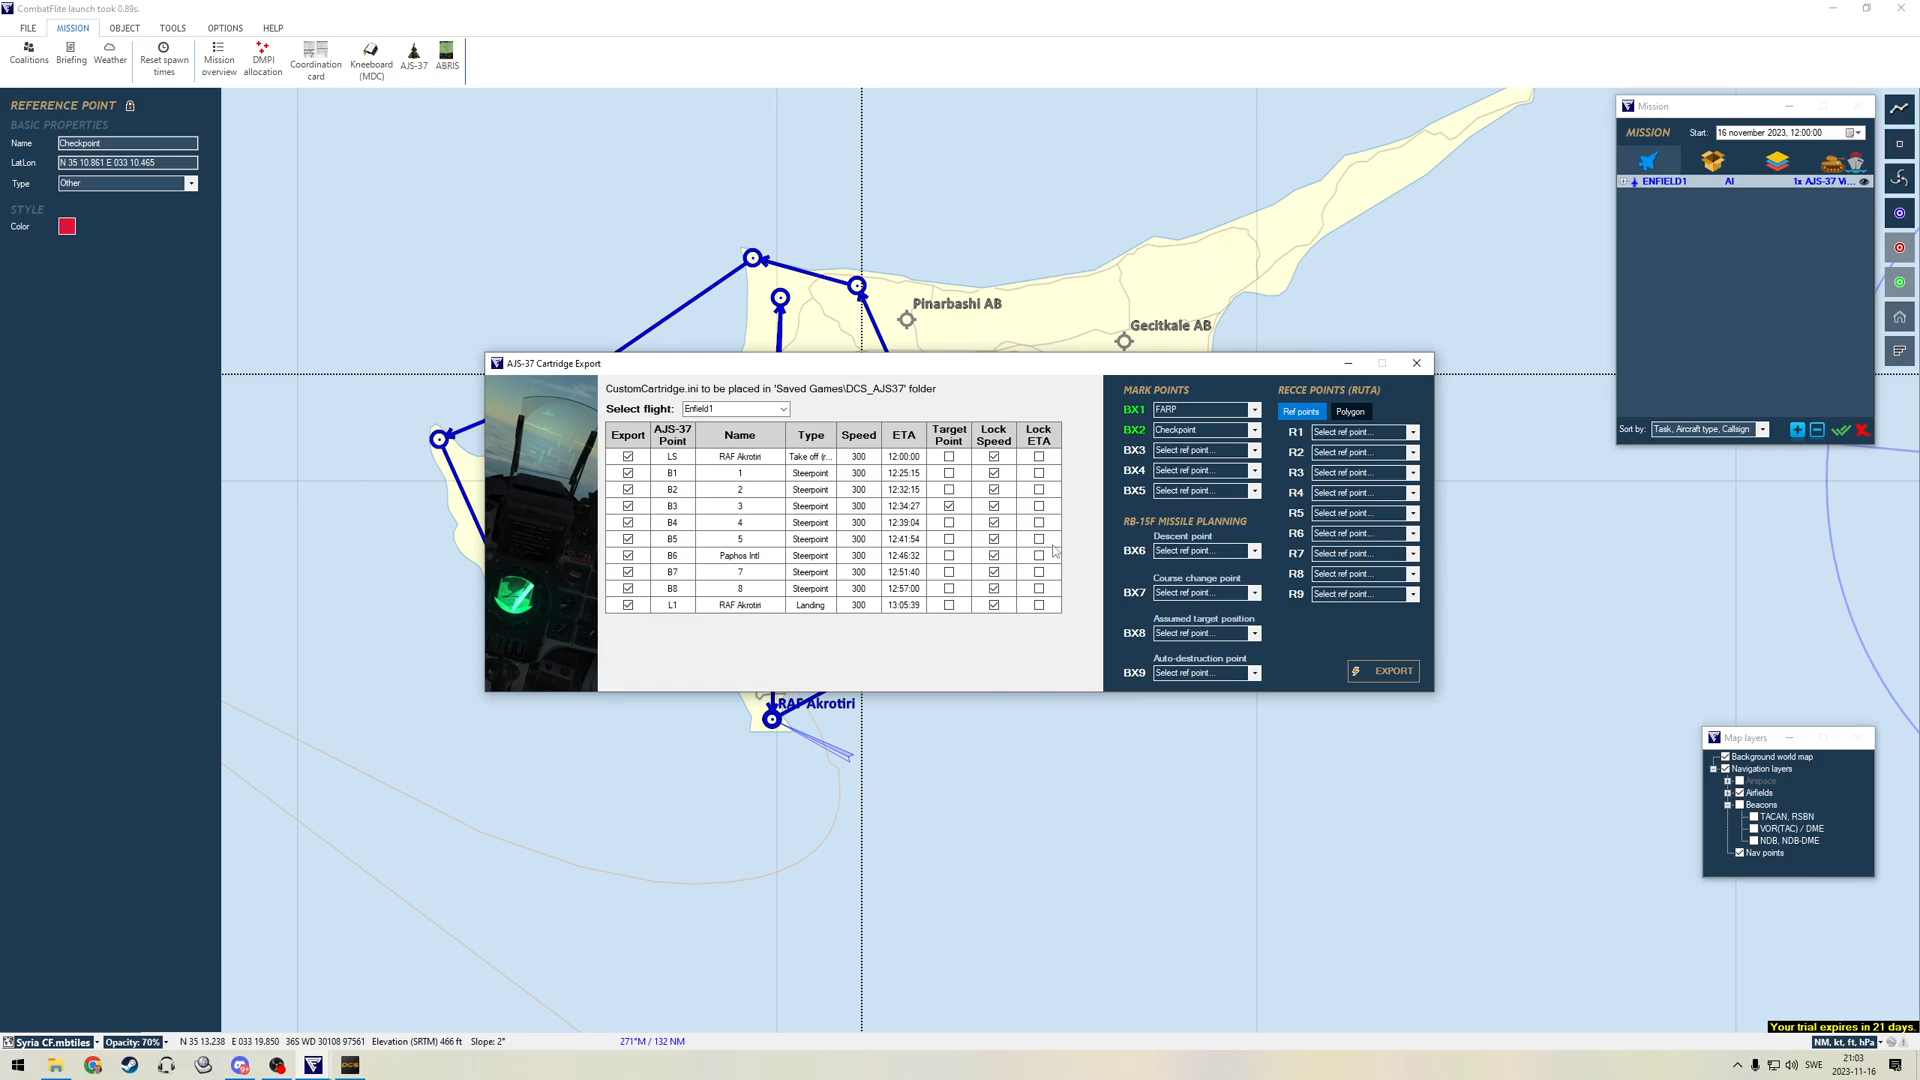 CombatFlite launch took 0.89s.
FILE MISSION OBJECT TOOLS OPTIONS HELP
Coalitions Briefing Weather Reset spawn times Mission overview DMPI allocation Coordination card Kneeboard (MDC) AJS-37 ABRIS
REFERENCE POINT
BASIC PROPERTIES
Name Checkpoint
LatLon N 35 10.861 E 033 10.465
Type Other
STYLE
Color
Pinarbashi AB
Gecitkale AB
RAF Akrotiri
AJS-37 Cartridge Export
CustomCartridge.ini to be placed in 'Saved Games\DCS_AJS37' folder
Select flight: Enfield1
Export AJS-37 Point Name Type Speed ETA Target Point Lock Speed Lock ETA
LS RAF Akrotiri Take off (r... 300 12:00:00
B1 1 Steerpoint 300 12:25:15
B2 2 Steerpoint 300 12:32:15
B3 3 Steerpoint 300 12:34:27
B4 4 Steerpoint 300 12:39:04
B5 5 Steerpoint 300 12:41:54
B6 Paphos Intl Steerpoint 300 12:46:32
B7 7 Steerpoint 300 12:51:40
B8 8 Steerpoint 300 12:57:00
L1 RAF Akrotiri Landing 300 13:05:39
MARK POINTS
BX1 FARP
BX2 Checkpoint
BX3 Select ref point...
BX4 Select ref point...
BX5 Select ref point...
RB-15F MISSILE PLANNING
Descent point
BX6 Select ref point...
Course change point
BX7 Select ref point...
Assumed target position
BX8 Select ref point...
Auto-destruction point
BX9 Select ref point...
RECCE POINTS (RUTA)
Ref points Polygon
R1 Select ref point...
R2 Select ref point...
R3 Select ref point...
R4 Select ref point...
R5 Select ref point...
R6 Select ref point...
R7 Select ref point...
R8 Select ref point...
R9 Select ref point...
EXPORT
Mission
MISSION Start: 16 november 2023, 12:00:00
ENFIELD1 AI 1x AJS-37 Vi...
Sort by: Task, Aircraft type, Callsign
Map layers
Background world map
Navigation layers
Airspace
Airfields
Beacons
TACAN, RSBN
VOR(TAC) / DME
NDB, NDB-DME
Nav points
Your trial expires in 21 days.
Syria CF.mbtiles Opacity: 70% N 35 13.238 E 033 19.850 36S WD 30108 97561 Elevation (SRTM) 466 ft Slope: 2° 271°M / 132 NM NM, kt, ft, hPa
9+ DCS SWE 21:03
2023-11-16